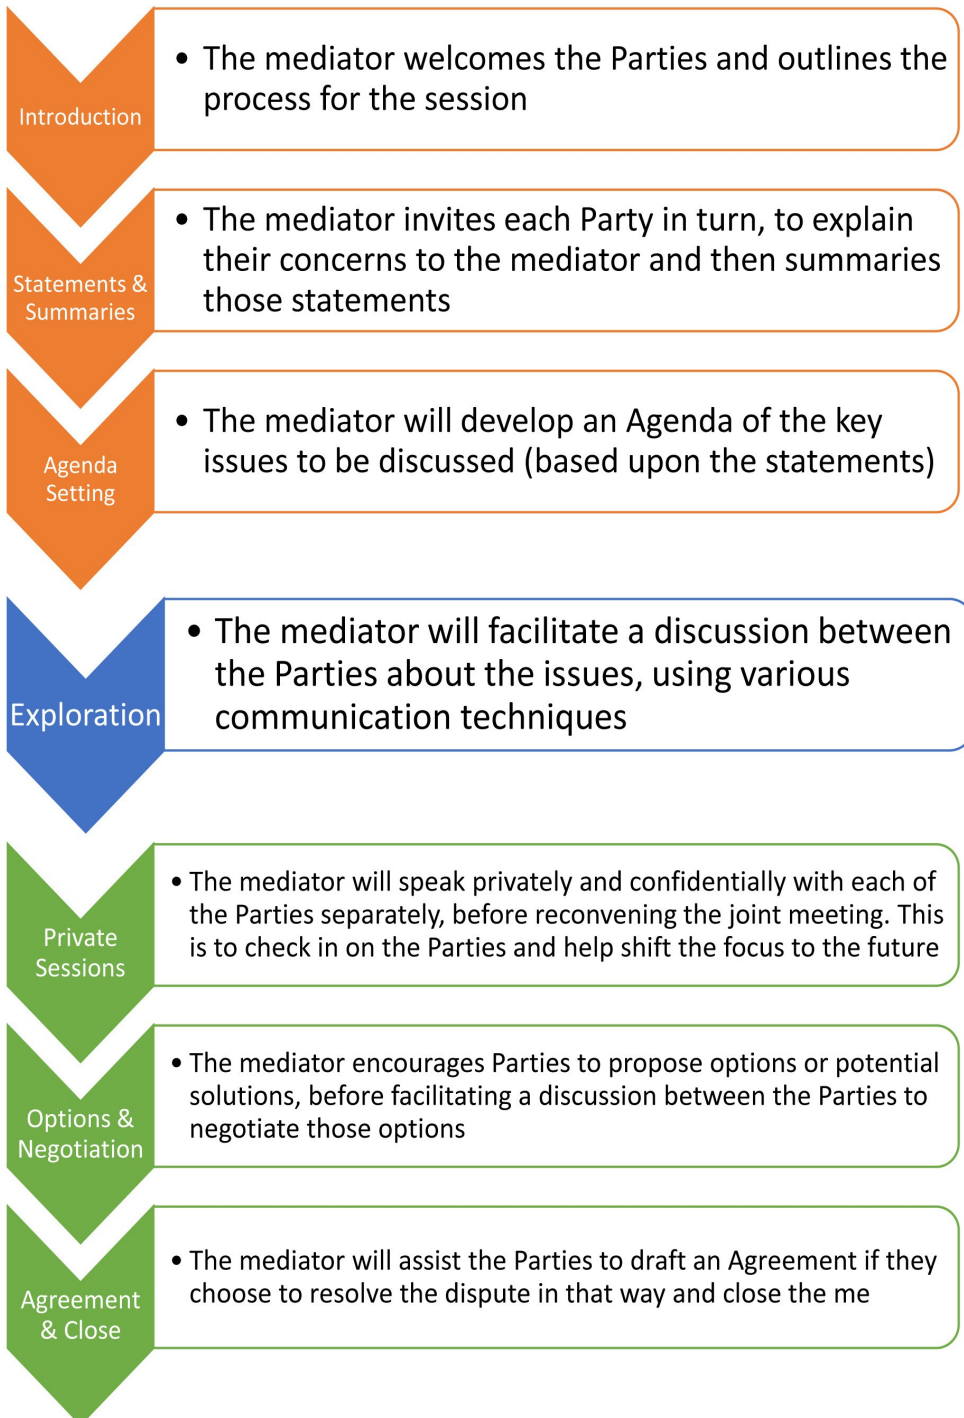 Introduction
• The mediator welcomes the Parties and outlines the
process for the session
Statements &
Summaries
• The mediator invites each Party in turn, to explain
their concerns to the mediator and then summaries
those statements
Agenda
Setting
• The mediator will develop an Agenda of the key
issues to be discussed (based upon the statements)
Exploration
• The mediator will facilitate a discussion between
the Parties about the issues, using various
communication techniques
Private
Sessions
• The mediator will speak privately and confidentially with each of
the Parties separately, before reconvening the joint meeting. This
is to check in on the Parties and help shift the focus to the future
Options &
Negotiation
• The mediator encourages Parties to propose options or potential
solutions, before facilitating a discussion between the Parties to
negotiate those options
Agreement
& Close
• The mediator will assist the Parties to draft an Agreement if they
choose to resolve the dispute in that way and close the me